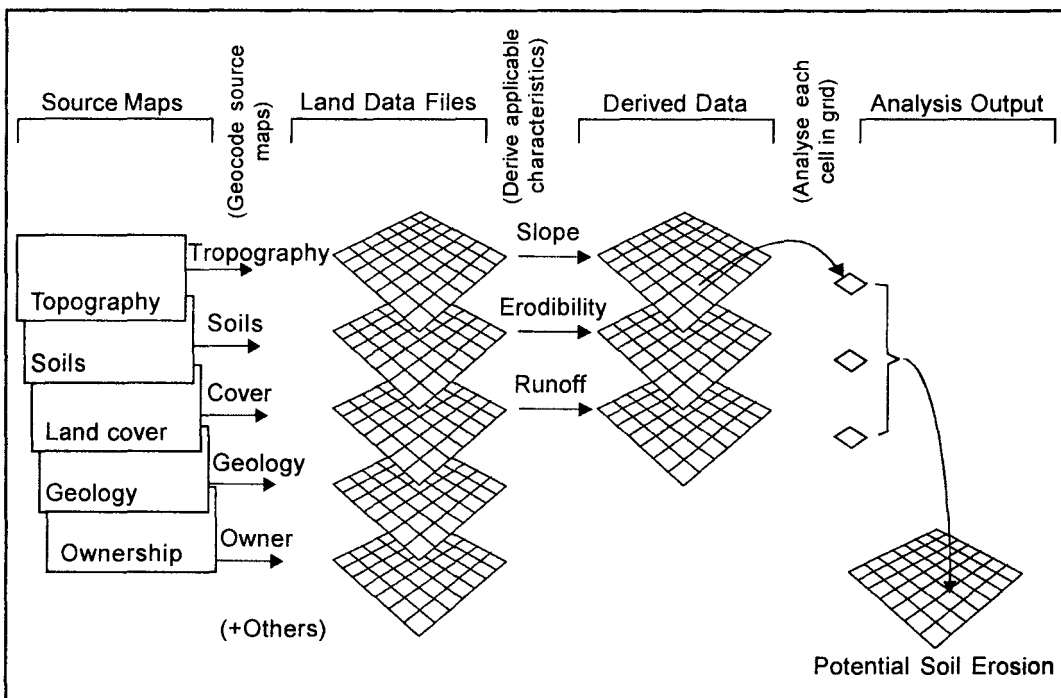 Source Maps
(Geocode source
maps)
Land Data Files
(Derive applicable
characteristics)
Derived Data
(Analyse each
cell in grid)
Analysis Output
Topography
Soils
Land cover
Geology
Ownership
Tropography
Soils
Cover
Geology
Owner
(+Others)
Slope
Erodibility
Runoff
Potential Soil Erosion